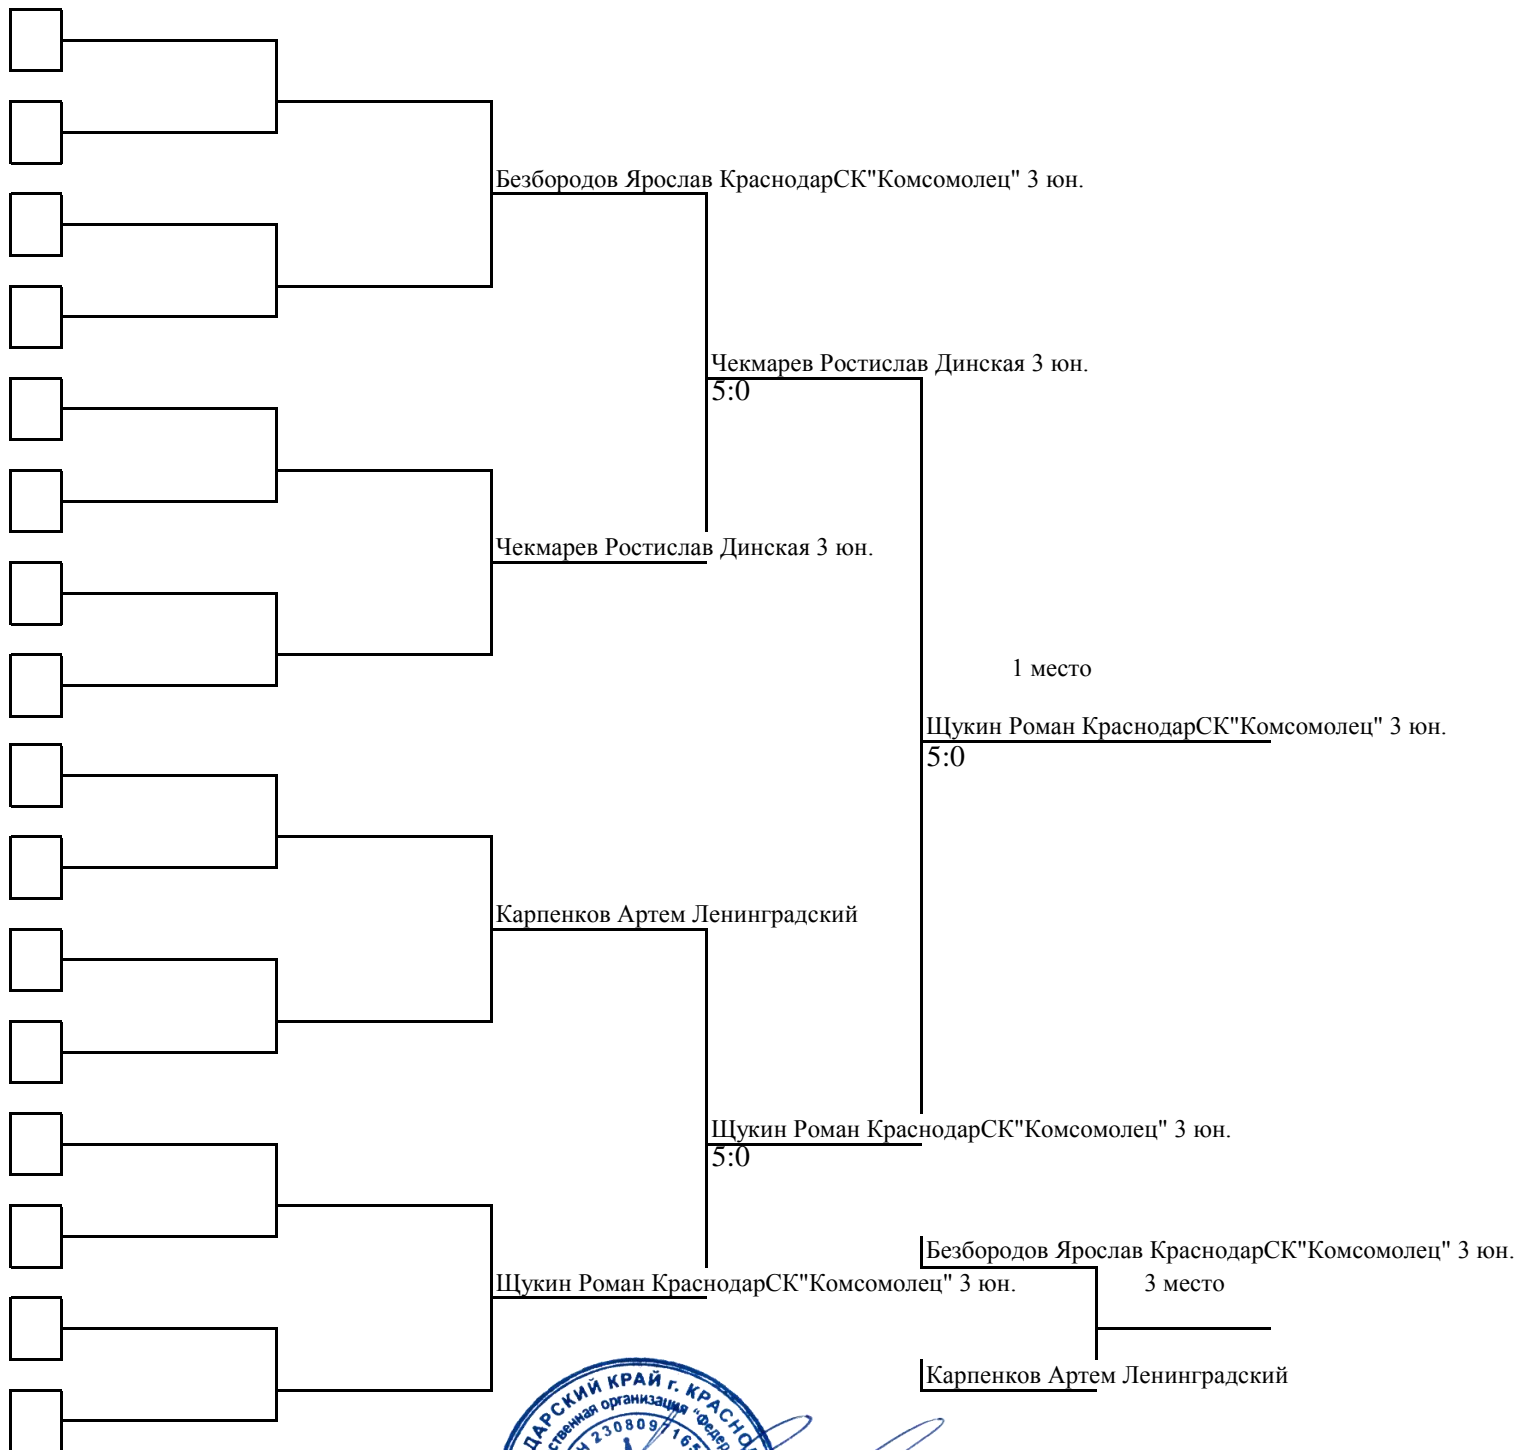 Безбородов Ярослав КраснодарСК"Комсомолец" 3 юн.
Чекмарев Ростислав Динская 3 юн.
5:0
Чекмарев Ростислав Динская 3 юн.
1 место
Щукин Роман КраснодарСК"Комсомолец" 3 юн.
5:0
Карпенков Артем Ленинградский
Щукин Роман КраснодарСК"Комсомолец" 3 юн.
5:0
Безбородов Ярослав КраснодарСК"Комсомолец" 3 юн.
Щукин Роман КраснодарСК"Комсомолец" 3 юн.
3 место
Карпенков Артем Ленинградский
КРАЙ г.
организация